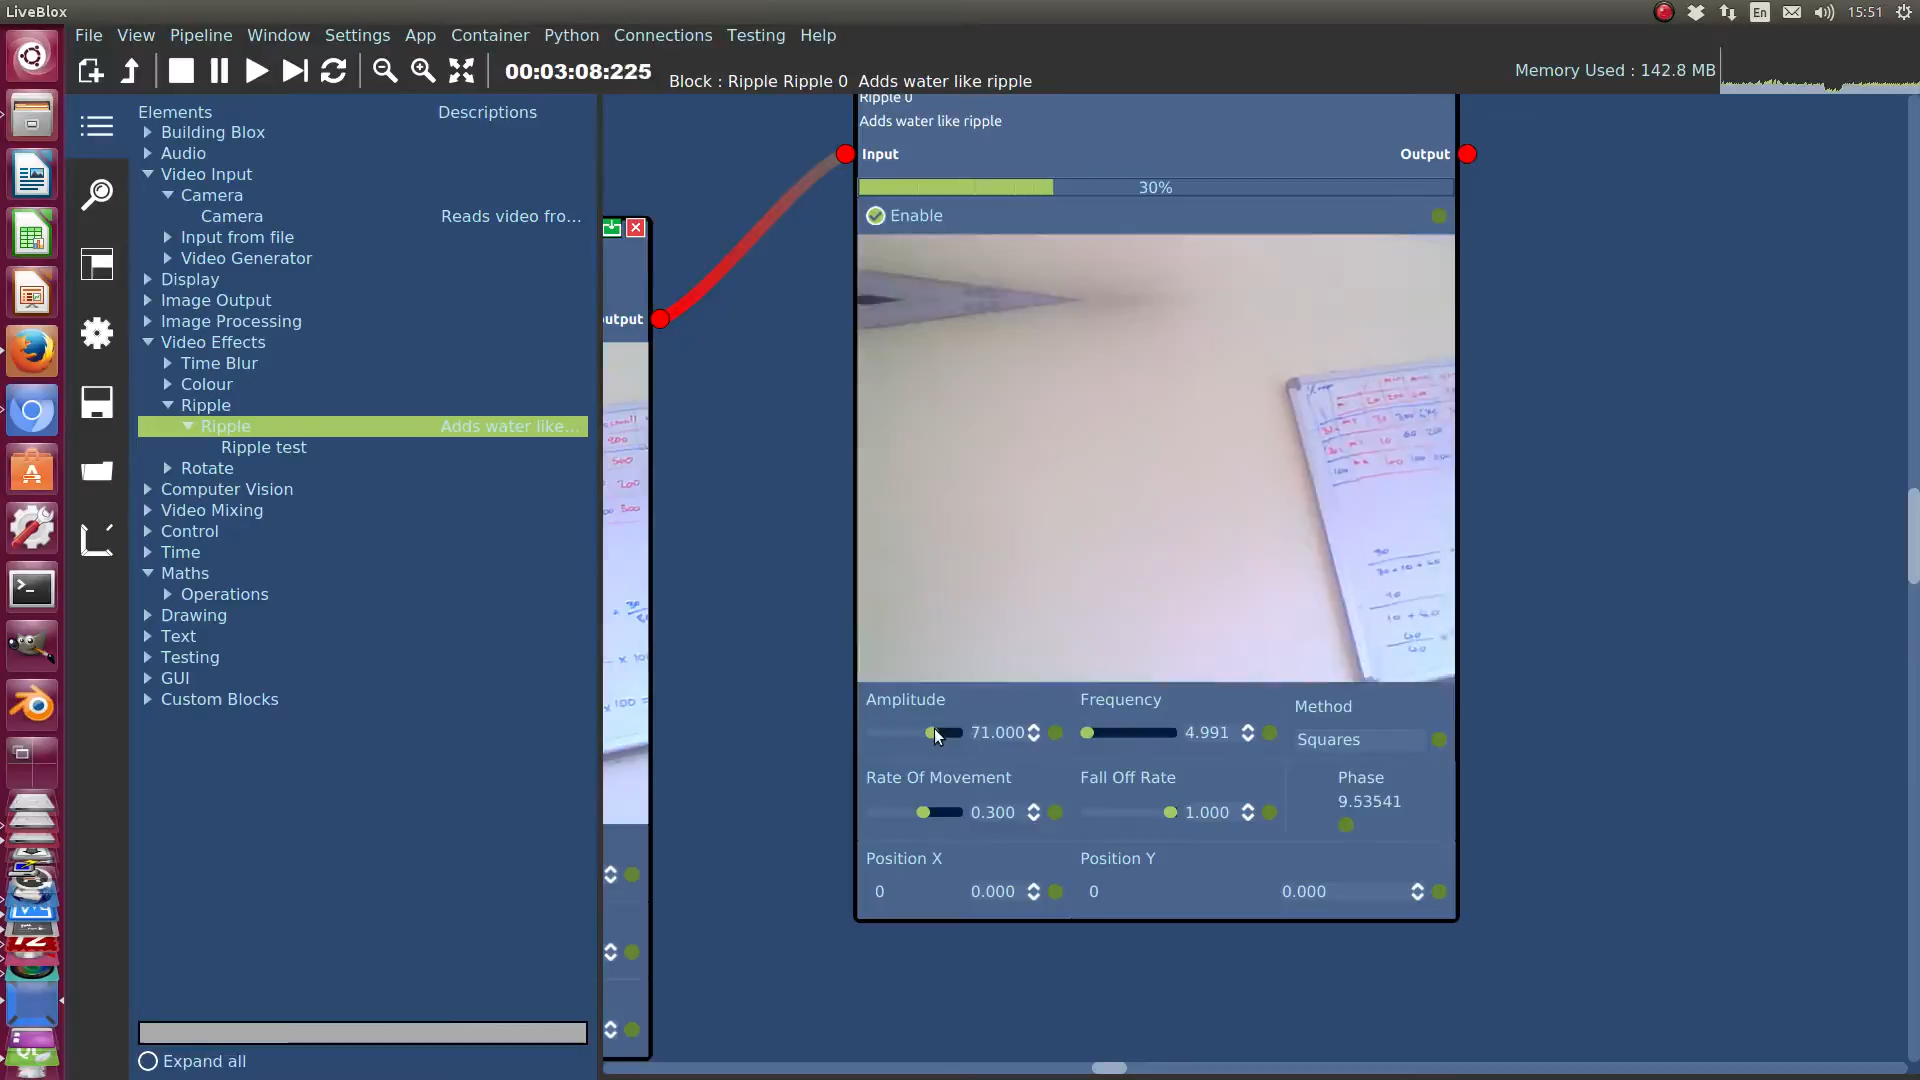 LiveBlox
En
15:51
File View Pipeline Window Settings App Container Python Connections Testing Help
00:03:08:225
Block : Ripple Ripple 0 Adds water like ripple
Memory Used : 142.8 MB
Elements Descriptions
Building Blox
Audio
Video Input
Camera
Camera Reads video fro...
Input from file
Video Generator
Display
Image Output
Image Processing
Video Effects
Time Blur
Colour
Ripple
Ripple Adds water like...
Ripple test
Rotate
Computer Vision
Video Mixing
Control
Time
Maths
Operations
Drawing
Text
Testing
GUI
Custom Blocks
Expand all
utput
Ripple 0
Adds water like ripple
Input Output
30%
Enable
Amplitude Frequency Method
71.000 4.991 Squares
Rate Of Movement Fall Off Rate Phase
0.300 1.000 9.53541
Position X Position Y
0 0.000 0 0.000